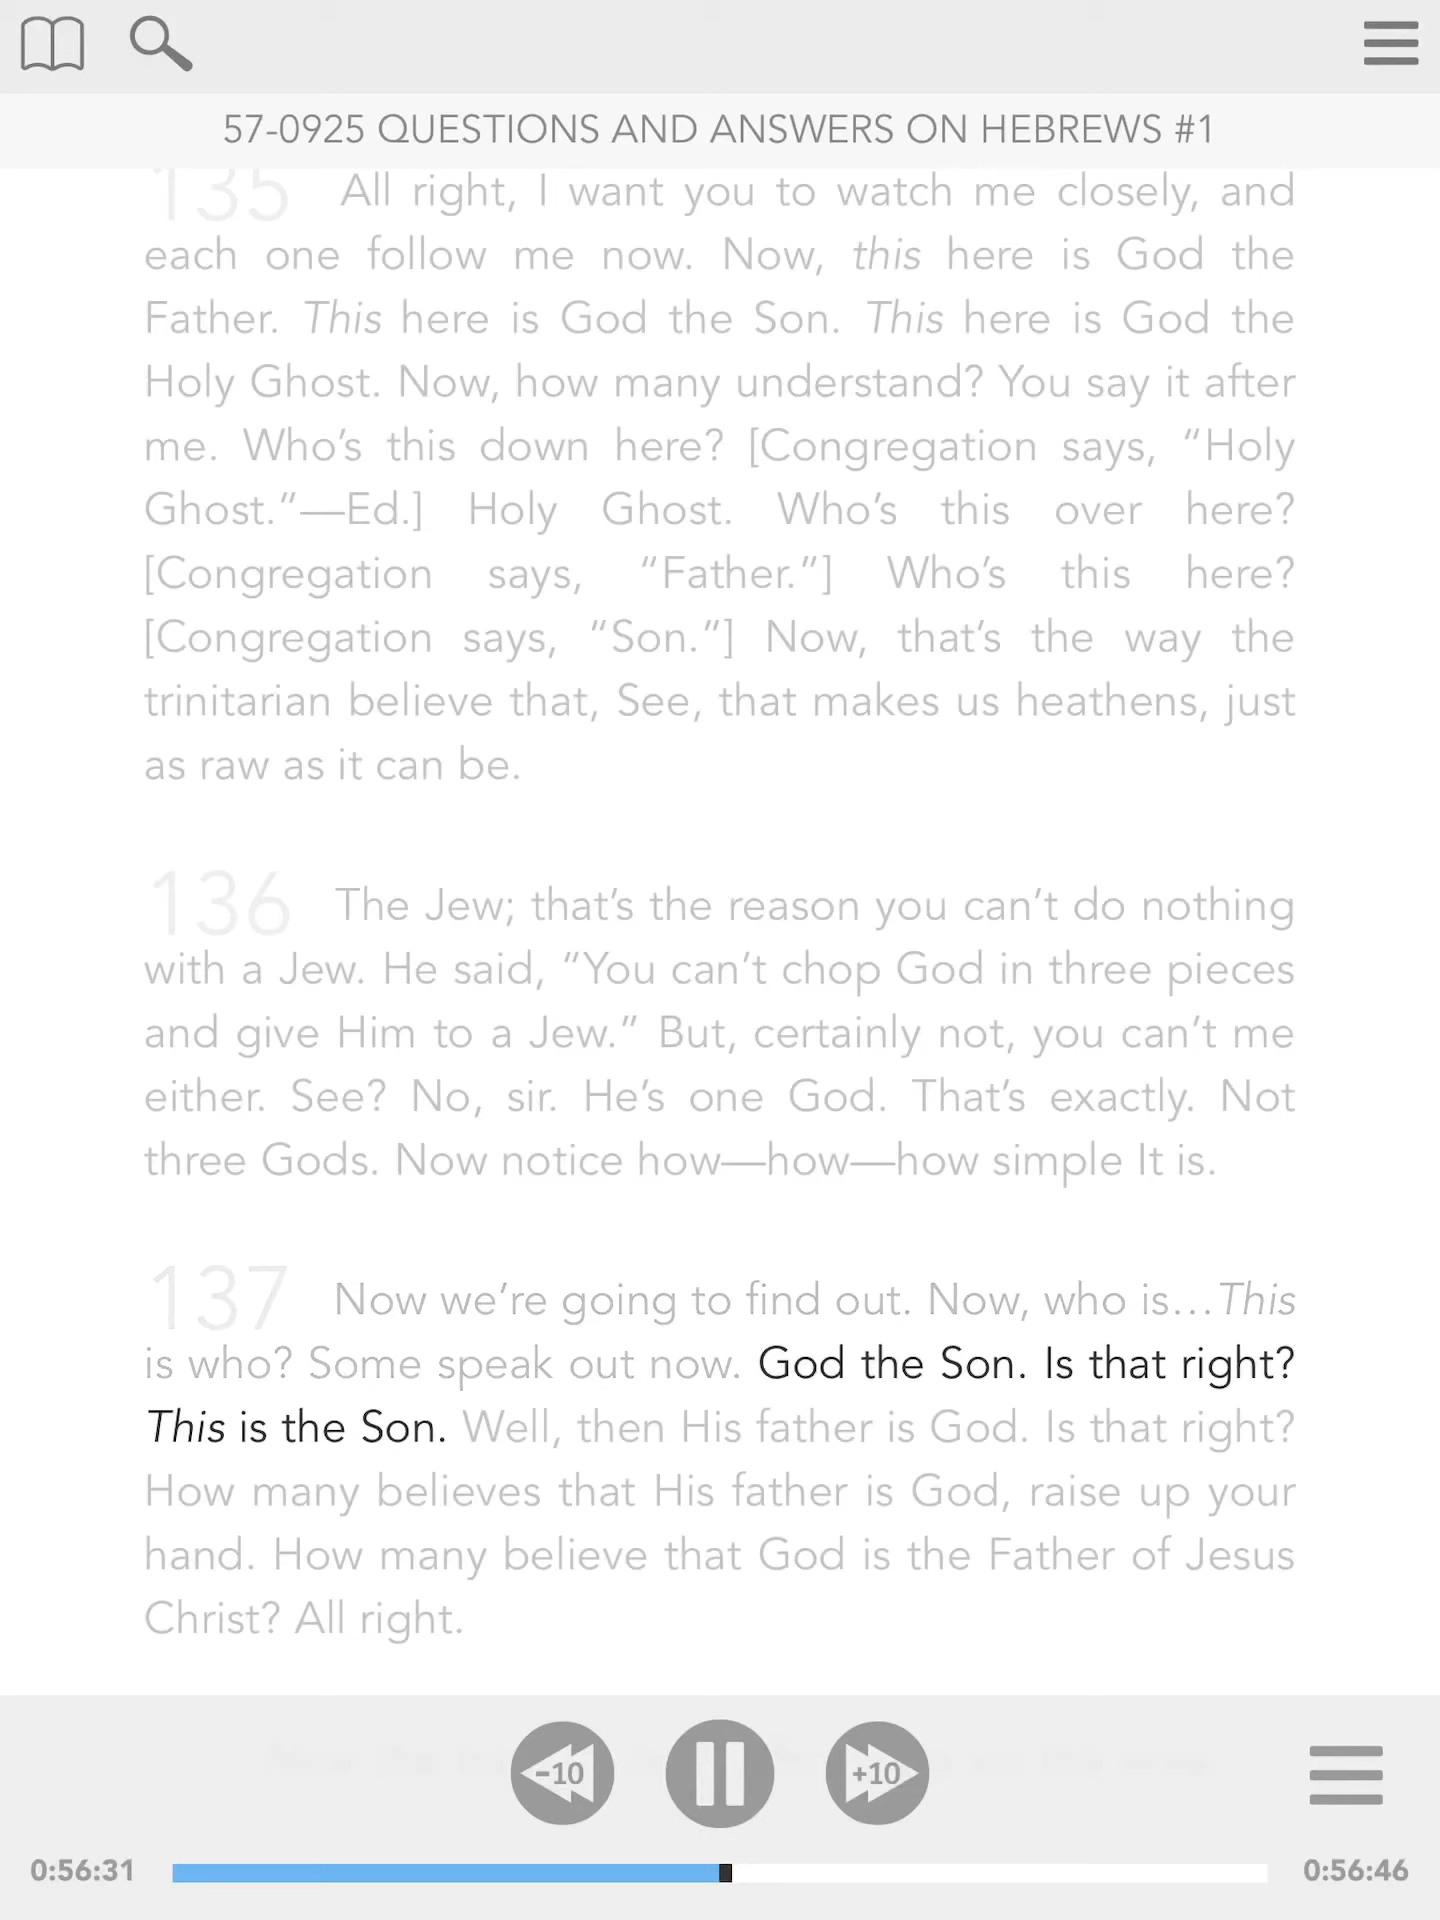 57-0925 QUESTIONS AND ANSWERS ON HEBREWS #1
135 All right, I want you to watch me closely, and
each one follow me now. Now, this here is God the
Father. This here is God the Son. This here is God the
Holy Ghost. Now, how many understand? You say it after
me. Who’s this down here? [Congregation says, “Holy
Ghost.”—Ed.] Holy Ghost. Who’s this over here?
[Congregation says, “Father.”] Who’s this here?
[Congregation says, “Son.”] Now, that’s the way the
trinitarian believe that, See, that makes us heathens, just
as raw as it can be.
136 The Jew; that’s the reason you can’t do nothing
with a Jew. He said, “You can’t chop God in three pieces
and give Him to a Jew.” But, certainly not, you can’t me
either. See? No, sir. He’s one God. That’s exactly. Not
three Gods. Now notice how—how—how simple It is.
137 Now we’re going to find out. Now, who is…This
is who? Some speak out now. God the Son. Is that right?
This is the Son. Well, then His father is God. Is that right?
How many believes that His father is God, raise up your
hand. How many believe that God is the Father of Jesus
Christ? All right.
-10 +10
0:56:31 0:56:46